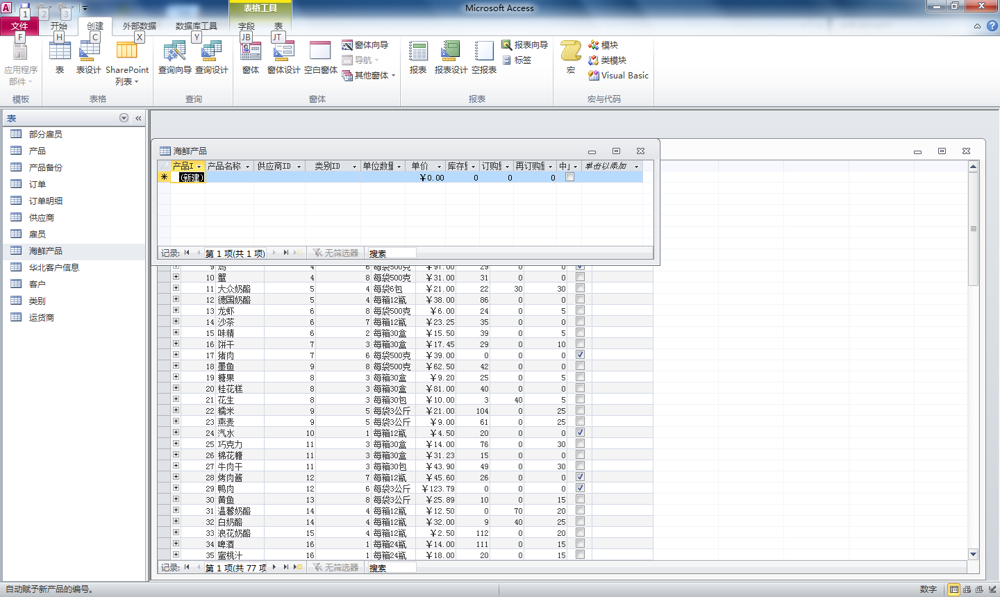 表格工具
Microsoft Access
1 2 3
文件 开始 创建 外部数据 数据库工具 字段 表
F H C X Y JB JT
应用程序部件 表 表设计 SharePoint 列表 查询向导 查询设计 窗体 窗体设计 空白窗体 窗体向导 导航 其他窗体 报表 报表设计 空报表 报表向导 标签 宏 模块 类模块 Visual Basic
模板 表格 查询 窗体 报表 宏与代码
表
部分雇员
产品
产品备份
订单
订单明细
供应商
雇员
海鲜产品
华北客户信息
客户
类别
运货商
海鲜产品
产品I 产品名称 供应商ID 类别ID 单位数量 单价 库存量 订购量 再订购量 中止 单击以添加
(新建) ￥0.00 0 0 0
记录: 第 1 项(共 1 项) 无筛选器 搜索
9 鸡 4 6 每袋500克 ￥97.00 29 0 0
10 蟹 4 8 每袋500克 ￥31.00 31 0 0
11 大众奶酪 5 4 每袋6包 ￥21.00 22 30 30
12 德国奶酪 5 4 每箱12瓶 ￥38.00 86 0 0
13 龙虾 6 8 每袋500克 ￥6.00 24 0 5
14 沙茶 6 7 每箱12瓶 ￥23.25 35 0 0
15 味精 6 2 每箱30盒 ￥15.50 39 0 5
16 饼干 7 3 每箱30盒 ￥17.45 29 0 10
17 猪肉 7 6 每袋500克 ￥39.00 0 0 0
18 墨鱼 9 8 每袋500克 ￥62.50 42 0 0
19 糖果 8 3 每箱30盒 ￥9.20 25 0 5
20 桂花糕 8 3 每箱30盒 ￥81.00 40 0 0
21 花生 8 3 每箱30包 ￥10.00 3 40 5
22 糯米 9 5 每袋3公斤 ￥21.00 104 0 25
23 燕麦 9 5 每袋3公斤 ￥9.00 61 0 25
24 汽水 10 1 每箱12瓶 ￥4.50 20 0 0
25 巧克力 11 3 每箱30盒 ￥14.00 76 0 30
26 棉花糖 11 3 每箱30盒 ￥31.23 15 0 0
27 牛肉干 11 3 每箱30包 ￥43.90 49 0 30
28 烤肉酱 12 7 每箱12瓶 ￥45.60 26 0 0
29 鸭肉 12 6 每袋3公斤 ￥123.79 0 0 0
30 黄鱼 13 8 每袋3公斤 ￥25.89 10 0 15
31 温馨奶酪 14 4 每箱12瓶 ￥12.50 0 70 20
32 白奶酪 14 4 每箱12瓶 ￥32.00 9 40 25
33 浪花奶酪 15 4 每箱12瓶 ￥2.50 112 0 20
34 啤酒 16 1 每箱24瓶 ￥14.00 111 0 15
35 蜜桃汁 16 1 每箱24瓶 ￥18.00 20 0 15
记录: 第 1 项(共 77 项 无筛选器 搜索
自动赋予新产品的编号。 数字